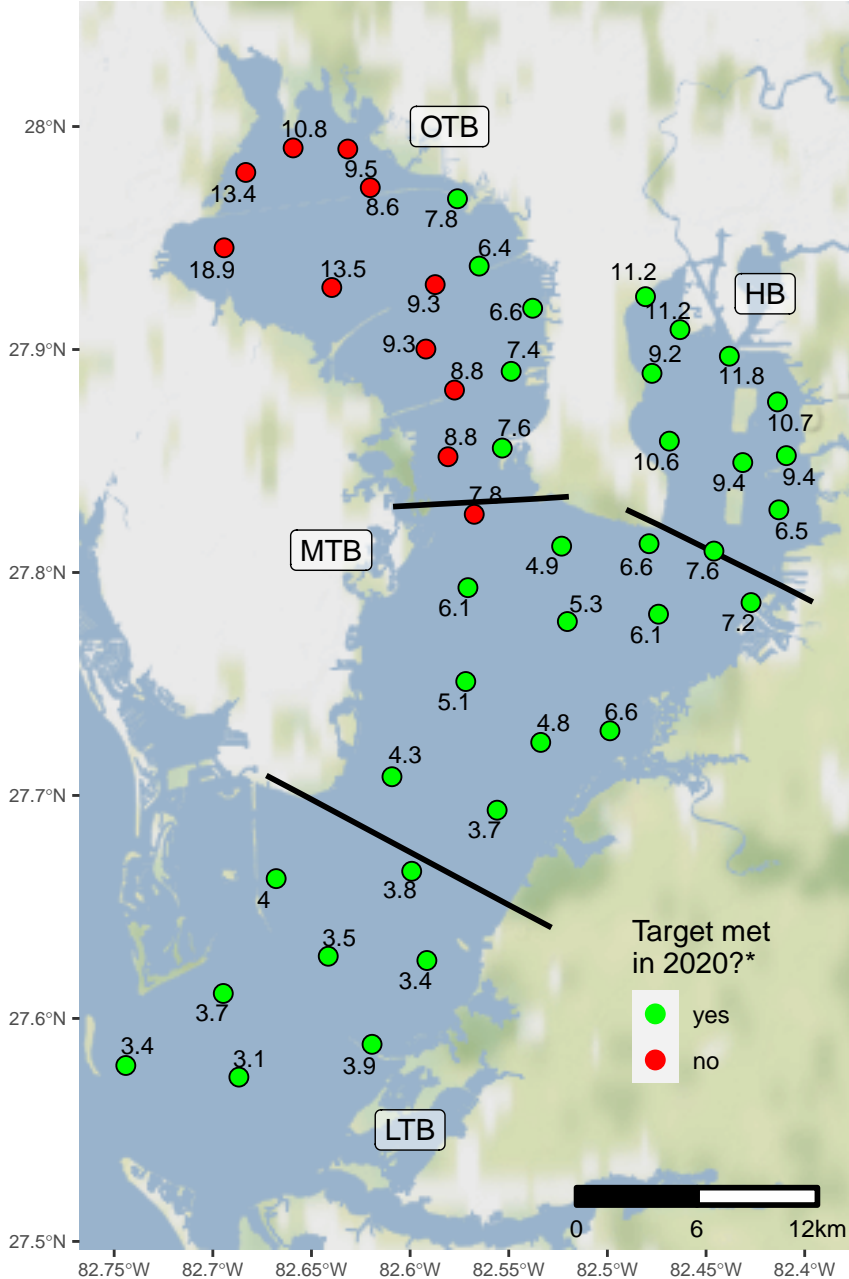 28°N
27.9°N
27.8°N
27.7°N
27.6°N
27.5°N
OTB
10.8
9.5
13.4
8.6
7.8
18.9
13.5
6.4
9.3
6.6
11.2
HB
11.2
9.3
7.4
9.2
11.8
8.8
10.7
8.8
7.6
10.6
9.4
9.4
7.8
6.5
MTB
4.9
6.6
7.6
6.1
5.3
6.1
7.2
5.1
4.8
6.6
4.3
3.7
3.8
4
3.5
3.4
3.7
3.4
3.1
3.9
LTB
Target met
in 2020?*
yes
no
0 6 12km
82.75°W 82.7°W 82.65°W 82.6°W 82.55°W 82.5°W 82.45°W 82.4°W